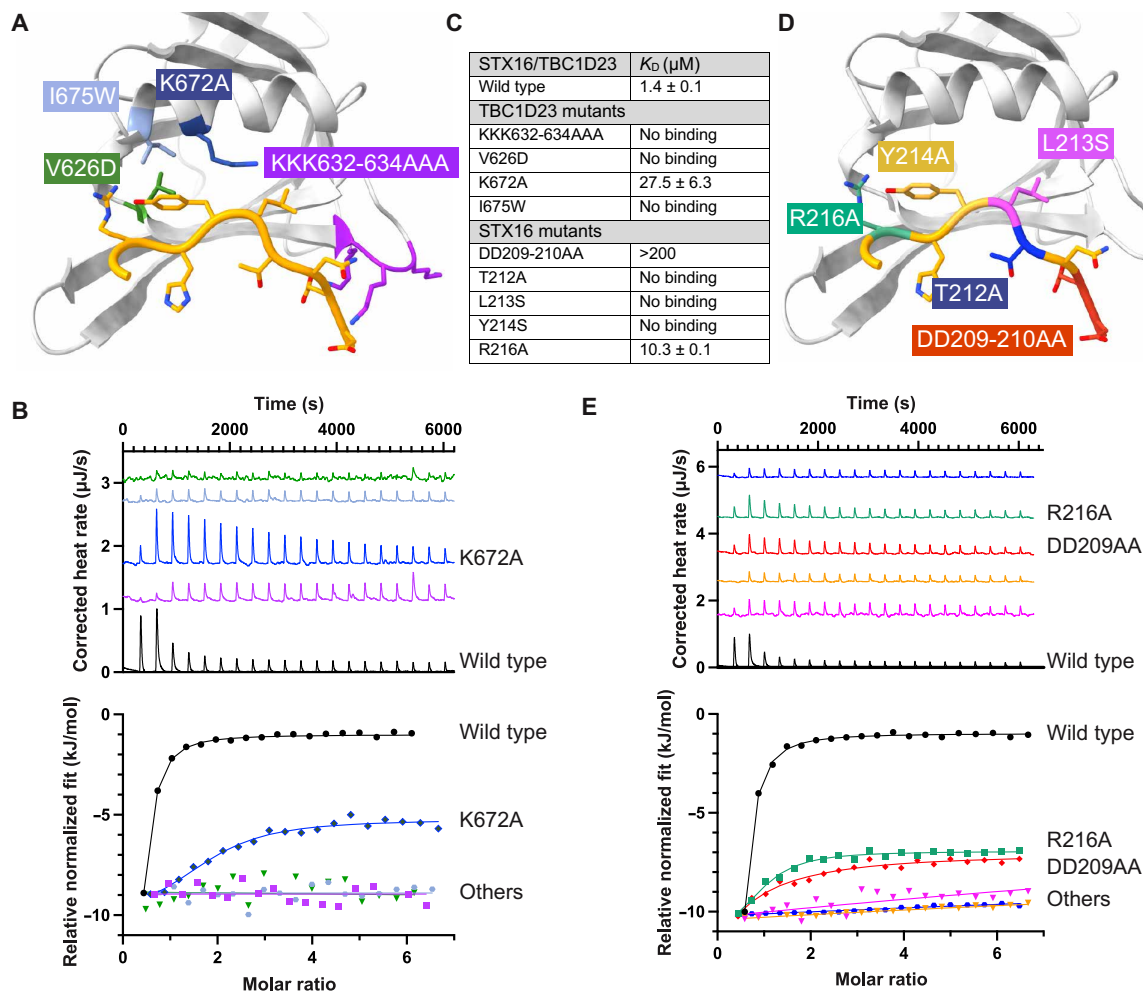 A
I675W
K672A
V626D
KKK632-634AAA
C
STX16/TBC1D23 KD (µM)
Wild type 1.4 ± 0.1
TBC1D23 mutants
KKK632-634AAA No binding
V626D No binding
K672A 27.5 ± 6.3
I675W No binding
STX16 mutants
DD209-210AA >200
T212A No binding
L213S No binding
Y214S No binding
R216A 10.3 ± 0.1
D
Y214A
L213S
R216A
T212A
DD209-210AA
B
Time (s)
0 2000 4000 6000
Corrected heat rate (µJ/s)
3
2
1
0
K672A
Wild type
Relative normalized fit (kJ/mol)
0
−5
−10
Wild type
K672A
Others
0 2 4 6
Molar ratio
E
Time (s)
0 2000 4000 6000
Corrected heat rate (µJ/s)
6
4
2
0
R216A
DD209AA
Wild type
Relative normalized fit (kJ/mol)
0
−5
−10
Wild type
R216A
DD209AA
Others
0 2 4 6
Molar ratio